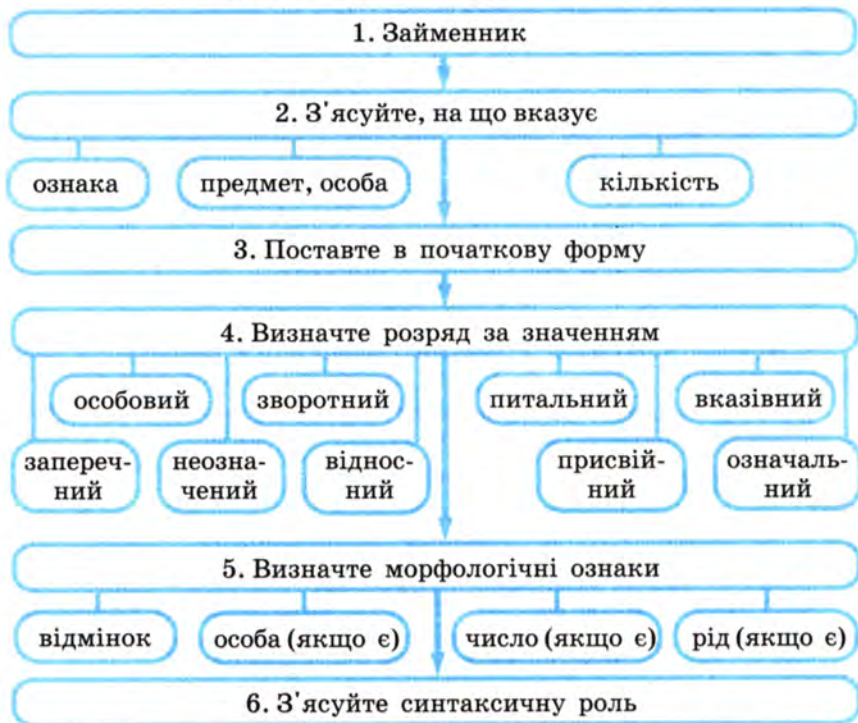 1. Займенник
2. З'ясуйте, на що вказує
ознака
предмет, особа
кількість
3. Поставте в початкову форму
4. Визначте розряд за значенням
особовий
зворотний
питальний
вказівний
запереч-
ний
неозна-
чений
віднос-
ний
присвій-
ний
означаль-
ний
5. Визначте морфологічні ознаки
відмінок
особа (якщо є)
число (якщо є)
рід (якщо є)
6. З'ясуйте синтаксичну роль